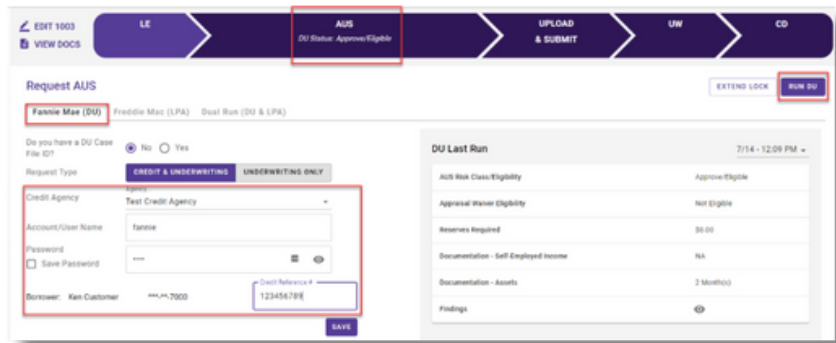 EDIT 1003
VIEW DOCS
LE
AUS
DU Status: Approve/Eligible
UPLOAD
& SUBMIT
UW
CD
Request AUS
EXTEND LOCK
RUN DU
Fannie Mae (DU) Freddie Mac (LPA) Dual Run (DU & LPA)
Do you have a DU Case
File ID?
No Yes
Request Type
CREDIT & UNDERWRITING UNDERWRITING ONLY
Credit Agency
Agency
Test Credit Agency
Account/User Name
fannie
Password
Save Password
••••
Borrower: Ken Customer ***-**-7000
Credit Reference #
123456789
SAVE
DU Last Run
7/14 - 12:09 PM
AUS Risk Class/Eligibility Approve/Eligible
Appraisal Waiver Eligibility Not Eligible
Reserves Required $0.00
Documentation - Self-Employed Income NA
Documentation - Assets 2 Month(s)
Findings